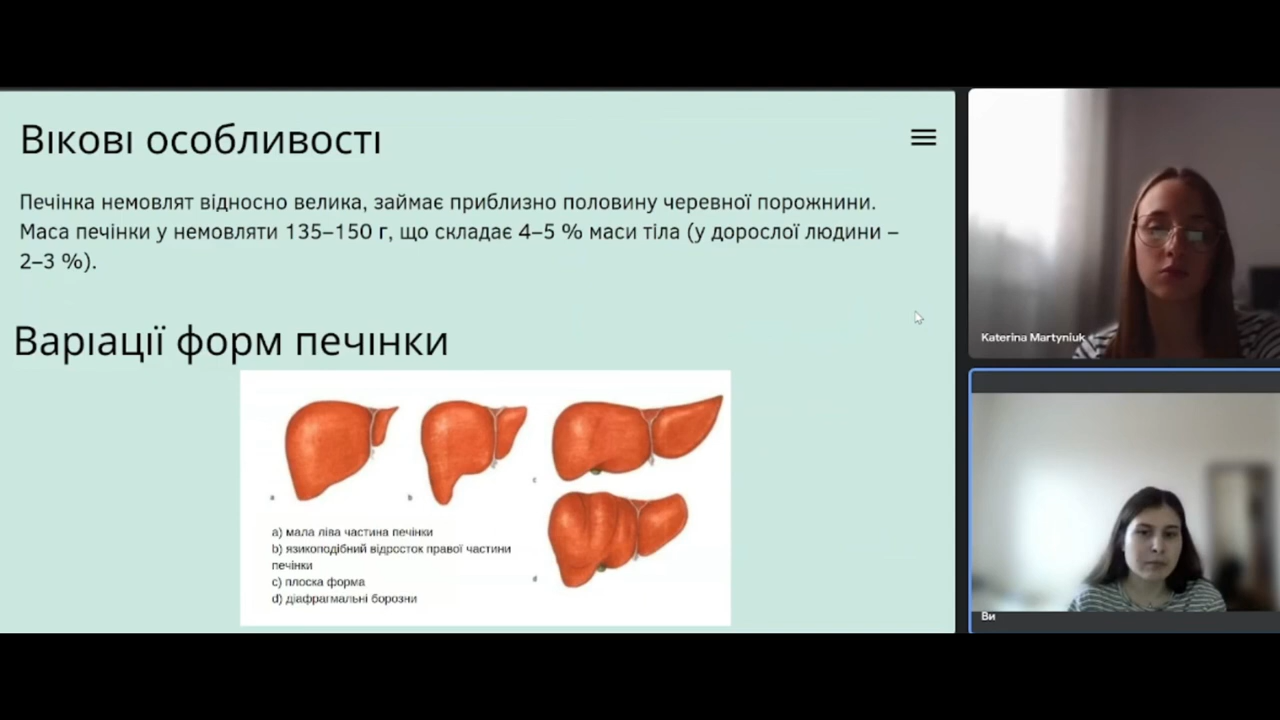 Вікові особливості
Печінка немовлят відносно велика, займає приблизно половину черевної порожнини.
Маса печінки у немовляти 135–150 г, що складає 4–5 % маси тіла (у дорослої людини –
2–3 %).
Варіації форм печінки
a
b
c
d
a) мала ліва частина печінки
b) язикоподібний відросток правої частини
печінки
c) плоска форма
d) діафрагмальні борозни
Katerina Martyniuk
Ви